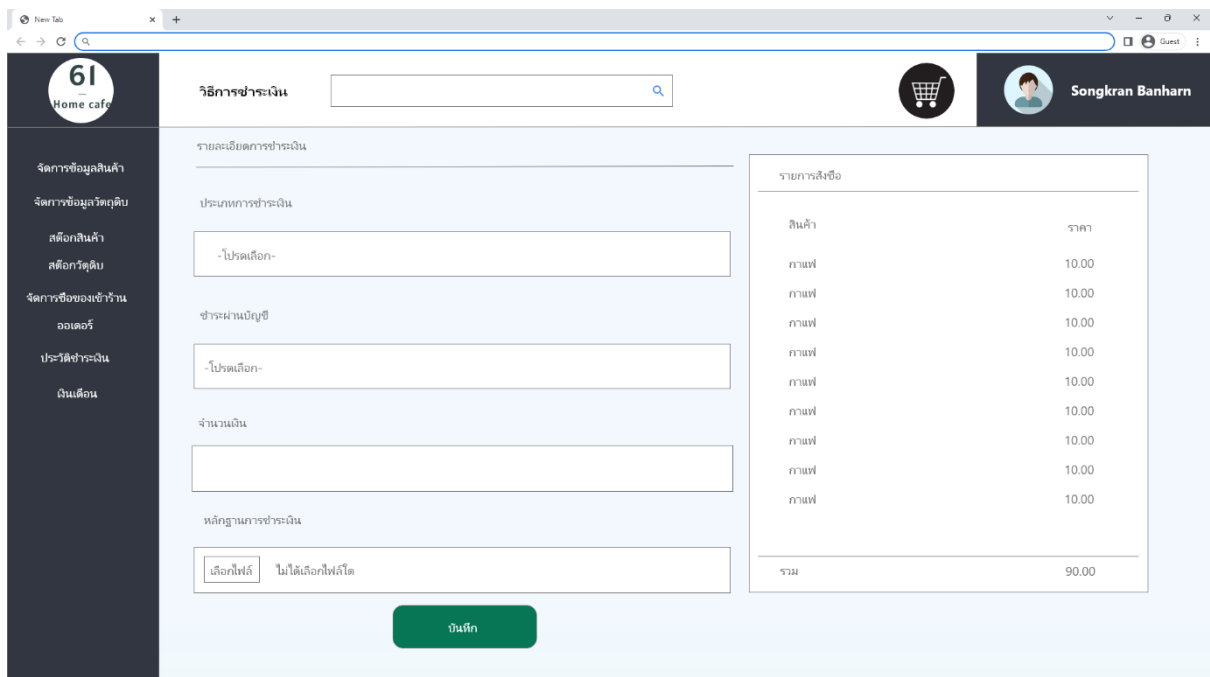 New Tab
Guest
61
Home cafe
วิธีการชำระเงิน
Songkran Banharn
จัดการข้อมูลสินค้า
จัดการข้อมูลวัตถุดิบ
สต๊อกสินค้า
สต๊อกวัตุดิบ
จัดการซือของเข้าร้าน
ออเดอร์
ประวัติชำระเงิน
เงินเดือน
รายละเอียดการชำระเงิน
ประเภทการชำระเงิน
-โปรดเลือก-
ชำระผ่านบัญชี
-โปรดเลือก-
จำนวนเงิน
หลักฐานการชำระเงิน
เลือกไฟล์ ไม่ได้เลือกไฟล์ใด
บันทึก
รายการสั่งซือ
สินค้า ราคา
กาแฟ 10.00
กาแฟ 10.00
กาแฟ 10.00
กาแฟ 10.00
กาแฟ 10.00
กาแฟ 10.00
กาแฟ 10.00
กาแฟ 10.00
กาแฟ 10.00
รวม 90.00